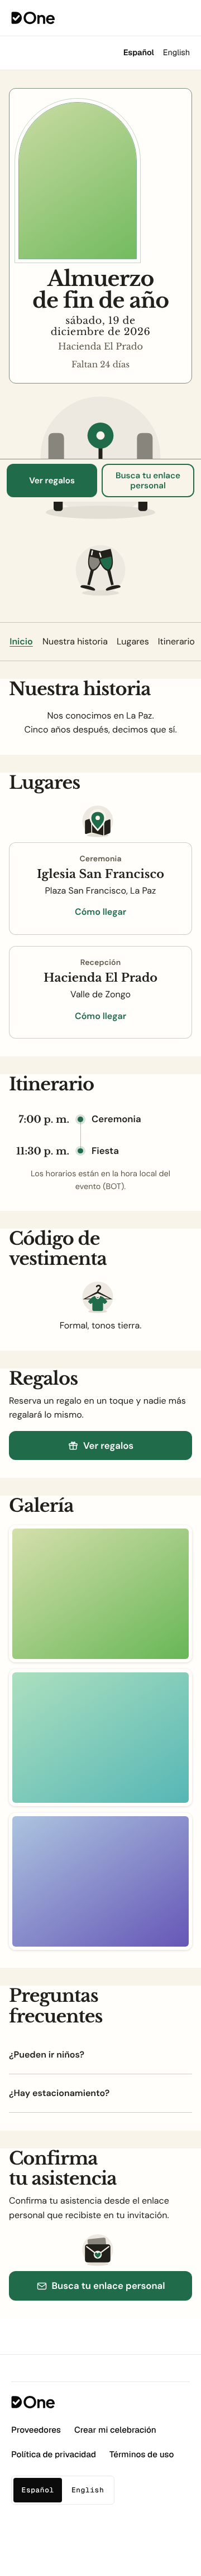 One
Español English
Almuerzo
de fin de año
sábado, 19 de
diciembre de 2026
Hacienda El Prado
Faltan 24 días
Ver regalos
Busca tu enlace
personal
Inicio Nuestra historia Lugares Itinerario
Nuestra historia
Nos conocimos en La Paz.
Cinco años después, decimos que sí.
Lugares
Ceremonia
Iglesia San Francisco
Plaza San Francisco, La Paz
Cómo llegar
Recepción
Hacienda El Prado
Valle de Zongo
Cómo llegar
Itinerario
7:00 p. m. Ceremonia
11:30 p. m. Fiesta
Los horarios están en la hora local del
evento (BOT).
Código de
vestimenta
Formal, tonos tierra.
Regalos
Reserva un regalo en un toque y nadie más
regalará lo mismo.
Ver regalos
Galería
Preguntas
frecuentes
¿Pueden ir niños?
¿Hay estacionamiento?
Confirma
tu asistencia
Confirma tu asistencia desde el enlace
personal que recibiste en tu invitación.
Busca tu enlace personal
One
Proveedores Crear mi celebración
Política de privacidad Términos de uso
Español English